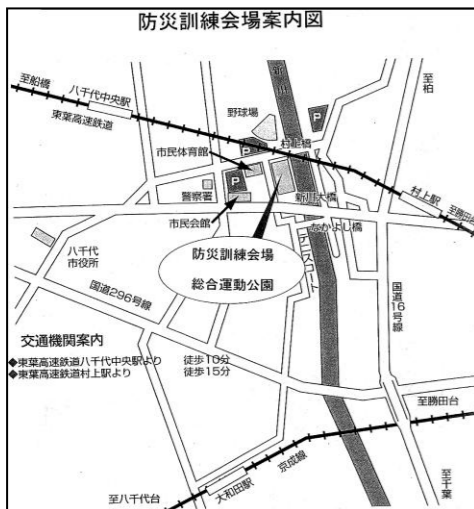 防災訓練会場案内図
至船橋
八千代中央駅
東葉高速鉄道
野球場
新川
至柏
市民体育館
村上橋
P
P
P
警察署
新川大橋
村上駅
至勝田台
市民会館
なかよし橋
防災訓練会場
総合運動公園
八千代
市役所
国道296号線
国道16号線
交通機関案内
◆東葉高速鉄道八千代中央駅より 徒歩10分
◆東葉高速鉄道村上駅より 徒歩15分
至勝田台
京成線
大和田駅
至八千代台
至千葉